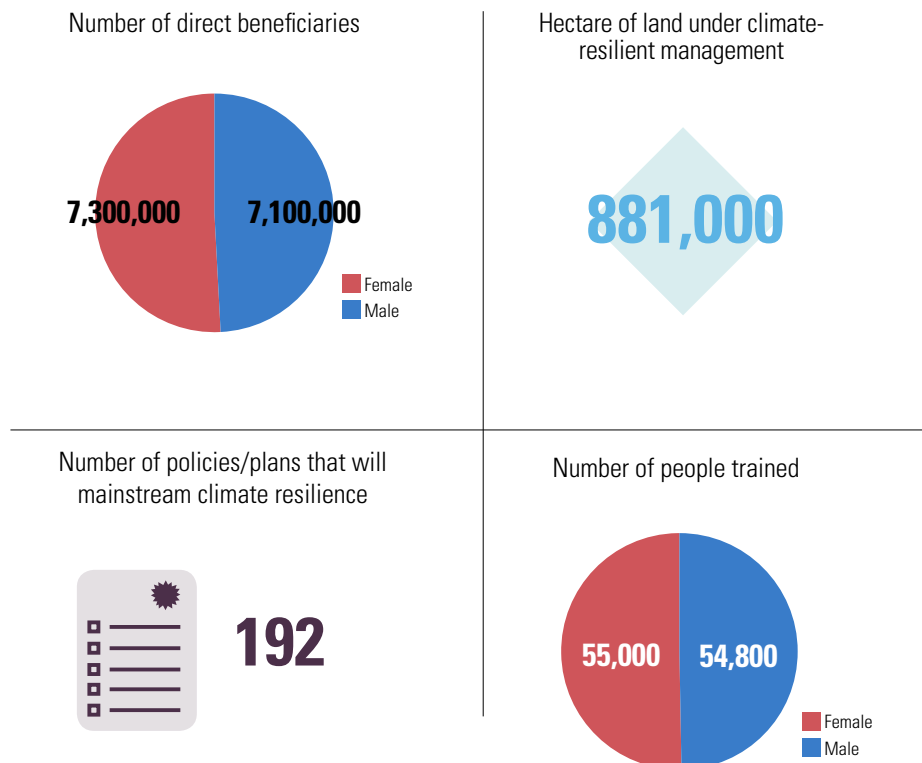 Number of direct beneficiaries
7,300,000
7,100,000
Female
Male
Hectare of land under climate-
resilient management
881,000
Number of policies/plans that will
mainstream climate resilience
192
Number of people trained
55,000
54,800
Female
Male